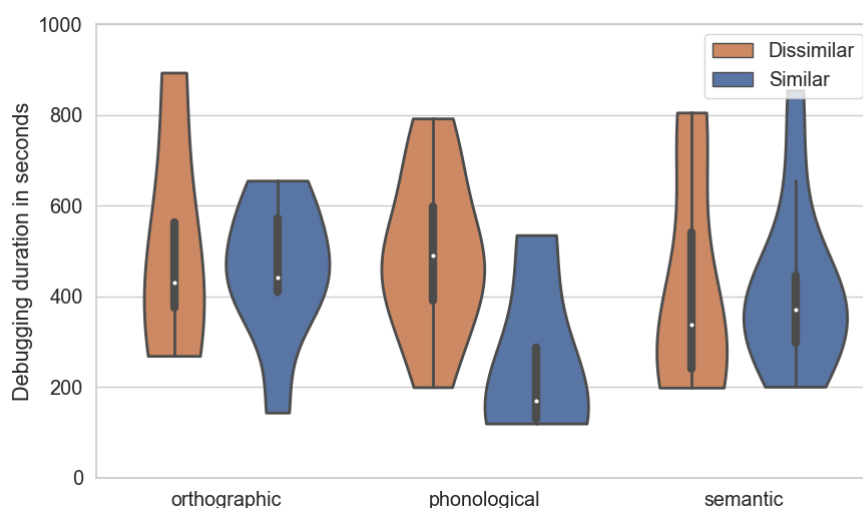 Debugging duration in seconds
1000
800
600
400
200
0
Dissimilar
Similar
orthographic
phonological
semantic